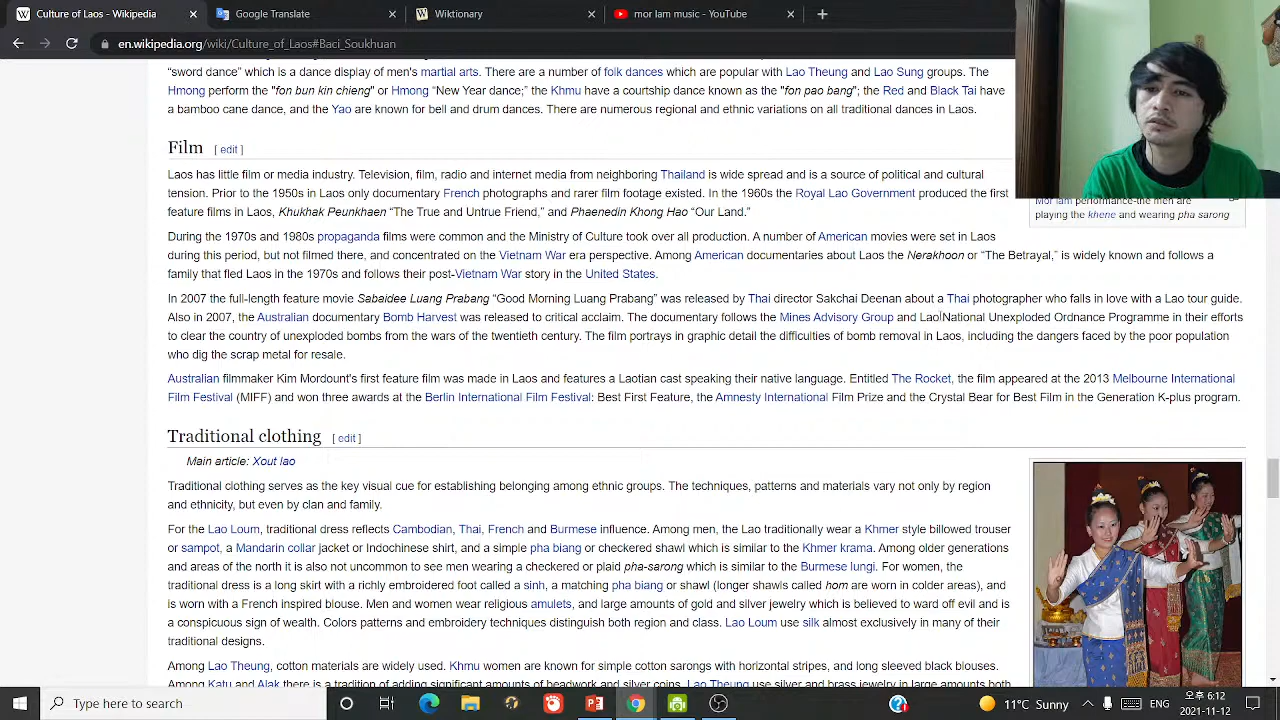 Culture of Laos - Wikipedia
Google Translate
Wiktionary
mor lam music - YouTube
en.wikipedia.org/wiki/Culture_of_Laos#Baci_Soukhuan
“sword dance” which is a dance display of men's martial arts. There are a number of folk dances which are popular with Lao Theung and Lao Sung groups. The
Hmong perform the "fon bun kin chieng" or Hmong “New Year dance;” the Khmu have a courtship dance known as the "fon pao bang"; the Red and Black Tai have
a bamboo cane dance, and the Yao are known for bell and drum dances. There are numerous regional and ethnic variations on all traditional dances in Laos.
Film [ edit ]
Laos has little film or media industry. Television, film, radio and internet media from neighboring Thailand is wide spread and is a source of political and cultural
tension. Prior to the 1950s in Laos only documentary French photographs and rarer film footage existed. In the 1960s the Royal Lao Government produced the first
feature films in Laos, Khukhak Peunkhaen “The True and Untrue Friend,” and Phaenedin Khong Hao “Our Land.”
Mor lam performance-the men are
playing the khene and wearing pha sarong
During the 1970s and 1980s propaganda films were common and the Ministry of Culture took over all production. A number of American movies were set in Laos
during this period, but not filmed there, and concentrated on the Vietnam War era perspective. Among American documentaries about Laos the Nerakhoon or “The Betrayal,” is widely known and follows a
family that fled Laos in the 1970s and follows their post-Vietnam War story in the United States.
In 2007 the full-length feature movie Sabaidee Luang Prabang “Good Morning Luang Prabang” was released by Thai director Sakchai Deenan about a Thai photographer who falls in love with a Lao tour guide.
Also in 2007, the Australian documentary Bomb Harvest was released to critical acclaim. The documentary follows the Mines Advisory Group and Lao National Unexploded Ordnance Programme in their efforts
to clear the country of unexploded bombs from the wars of the twentieth century. The film portrays in graphic detail the difficulties of bomb removal in Laos, including the dangers faced by the poor population
who dig the scrap metal for resale.
Australian filmmaker Kim Mordount's first feature film was made in Laos and features a Laotian cast speaking their native language. Entitled The Rocket, the film appeared at the 2013 Melbourne International
Film Festival (MIFF) and won three awards at the Berlin International Film Festival: Best First Feature, the Amnesty International Film Prize and the Crystal Bear for Best Film in the Generation K-plus program.
Traditional clothing [ edit ]
Main article: Xout lao
Traditional clothing serves as the key visual cue for establishing belonging among ethnic groups. The techniques, patterns and materials vary not only by region
and ethnicity, but even by clan and family.
For the Lao Loum, traditional dress reflects Cambodian, Thai, French and Burmese influence. Among men, the Lao traditionally wear a Khmer style billowed trouser
or sampot, a Mandarin collar jacket or Indochinese shirt, and a simple pha biang or checkered shawl which is similar to the Khmer krama. Among older generations
and areas of the north it is also not uncommon to see men wearing a checkered or plaid pha-sarong which is similar to the Burmese lungi. For women, the
traditional dress is a long skirt with a richly embroidered foot called a sinh, a matching pha biang or shawl (longer shawls called hom are worn in colder areas), and
is worn with a French inspired blouse. Men and women wear religious amulets, and large amounts of gold and silver jewelry which is believed to ward off evil and is
a conspicuous sign of wealth. Colors patterns and embroidery techniques distinguish both region and class. Lao Loum use silk almost exclusively in many of their
traditional designs.
Among Lao Theung, cotton materials are widely used. Khmu women are known for simple cotton sarongs with horizontal stripes, and long sleeved black blouses.
Among Katu and Alak there is a tradition of adding significant amounts of beadwork and silver coins. Lao Theung use silver and brass jewelry in large amounts both
Type here to search
11°C Sunny
ENG
오후 6:12
2021-11-12